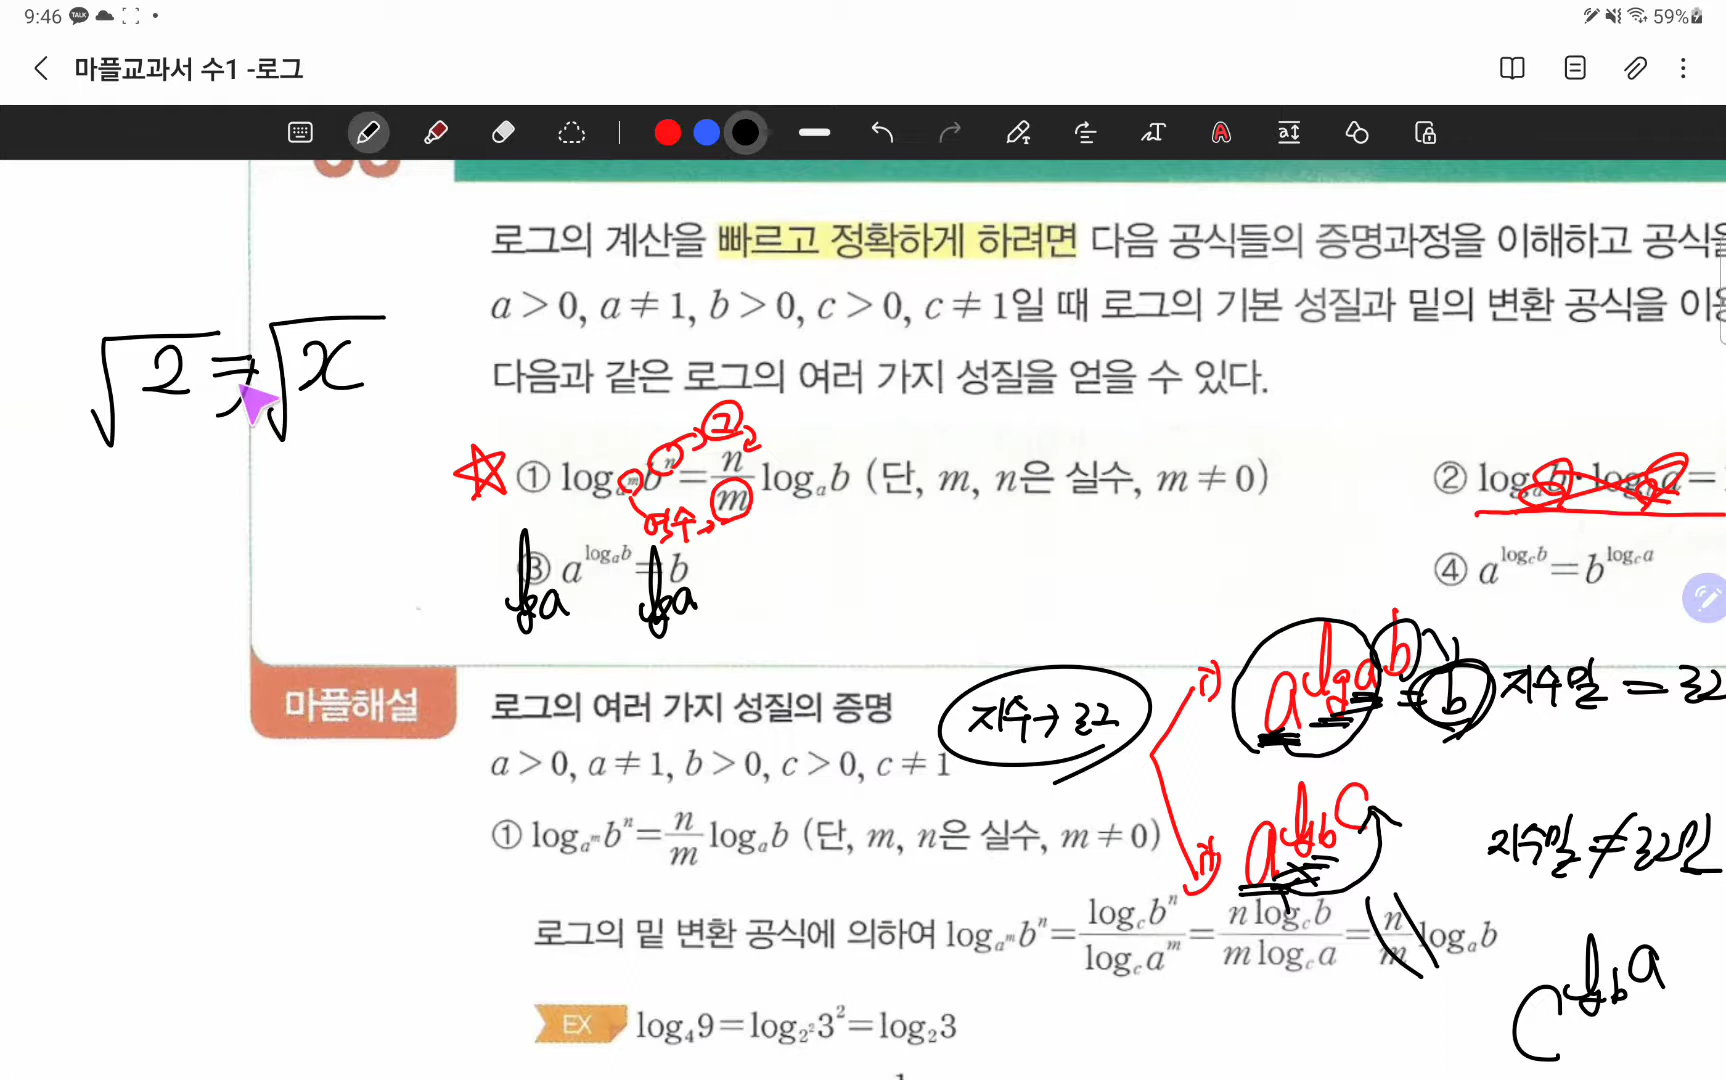 9:46
59%
마플교과서 수1 -로그
로그의 계산을 빠르고 정확하게 하려면 다음 공식들의 증명과정을 이해하고 공식을
a > 0, a ≠ 1, b > 0, c > 0, c ≠ 1일 때 로그의 기본 성질과 밑의 변환 공식을 이용
√2 = √x
다음과 같은 로그의 여러 가지 성질을 얻을 수 있다.
① log_{a^m} b^n = n/m log_a b (단, m, n은 실수, m ≠ 0)
② log_a b · log_b a =
역수
③ a^{log_a b} = b
④ a^{log_c b} = b^{log_c a}
log a log a
a^{log_a b} = b 지수밑 = 로그
마플해설
로그의 여러 가지 성질의 증명
지수 → 로그
a > 0, a ≠ 1, b > 0, c > 0, c ≠ 1
① log_{a^m} b^n = n/m log_a b (단, m, n은 실수, m ≠ 0)
a^{log_b c} 지수밑 ≠ 로그밑
로그의 밑 변환 공식에 의하여 log_{a^m} b^n = log_c b^n / log_c a^m = n log_c b / m log_c a = n/m log_a b
c^{log_b a}
EX log_4 9 = log_{2^2} 3^2 = log_2 3